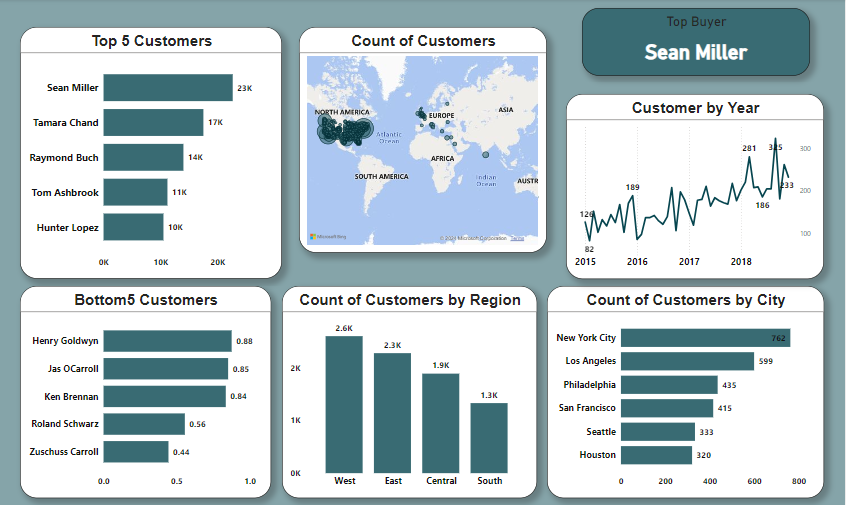 Top Buyer
Sean Miller
Top 5 Customers
Sean Miller 23K
Tamara Chand 17K
Raymond Buch 14K
Tom Ashbrook 11K
Hunter Lopez 10K
0K 10K 20K
Count of Customers
NORTH AMERICA
EUROPE
ASIA
Atlantic
Ocean
AFRICA
SOUTH AMERICA
Indian
Ocean
AUSTR
Microsoft Bing
© 2024 Microsoft Corporation Terms
Customer by Year
300
200
100
126
82
189
281
325
186
233
2015 2016 2017 2018
Bottom5 Customers
Henry Goldwyn 0.88
Jas OCarroll 0.85
Ken Brennan 0.84
Roland Schwarz 0.56
Zuschuss Carroll 0.44
0.0 0.5 1.0
Count of Customers by Region
2K
1K
0K
2.6K
2.3K
1.9K
1.3K
West East Central South
Count of Customers by City
New York City 762
Los Angeles 599
Philadelphia 435
San Francisco 415
Seattle 333
Houston 320
0 200 400 600 800